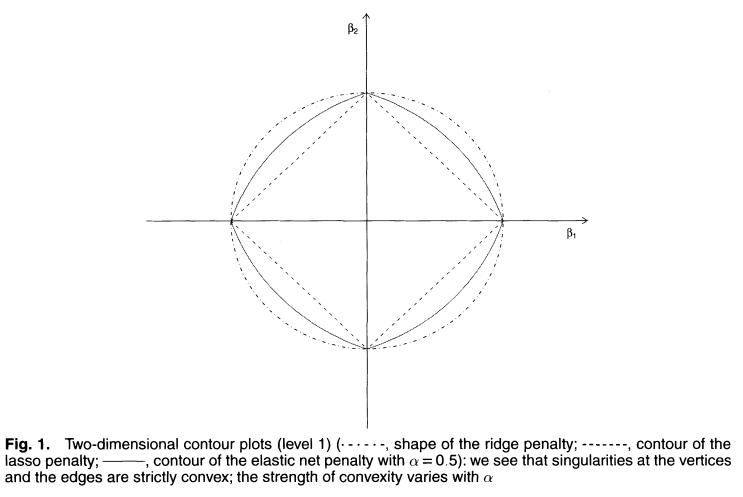 β₂
β₁
Fig. 1. Two-dimensional contour plots (level 1) (· - · - · -, shape of the ridge penalty; - - - - - - -, contour of the
lasso penalty; ———, contour of the elastic net penalty with α = 0.5): we see that singularities at the vertices
and the edges are strictly convex; the strength of convexity varies with α